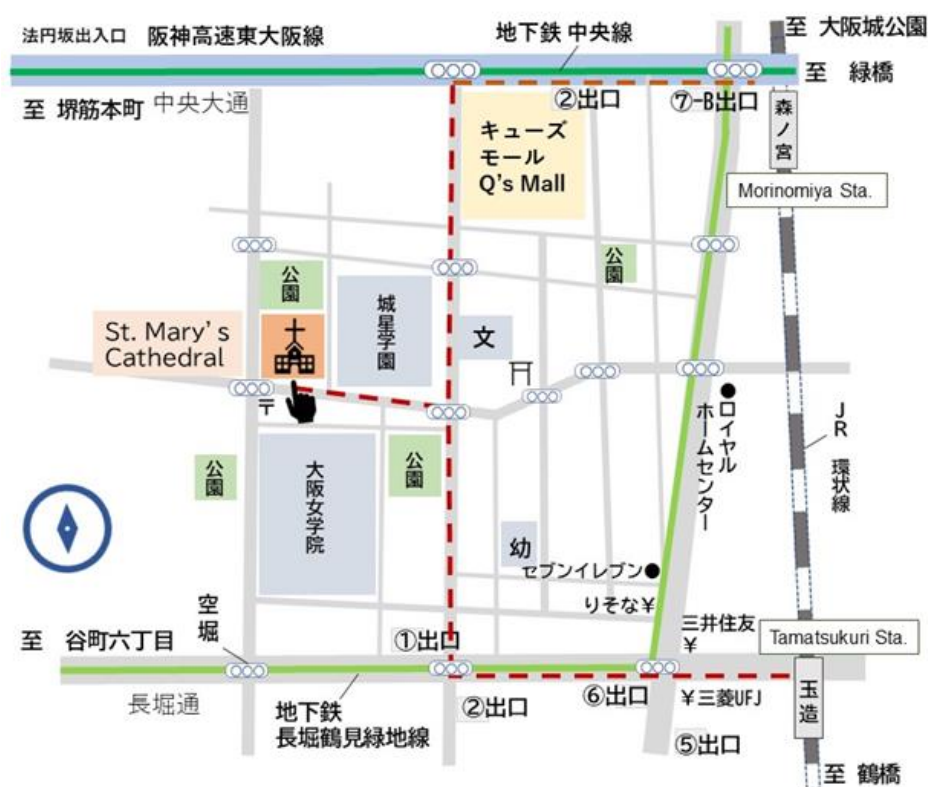 法円坂出入口 阪神高速東大阪線
地下鉄 中央線
至 大阪城公園
至 緑橋
至 堺筋本町
中央大通
②出口
⑦-B出口
森ノ宮
キューズ
モール
Q's Mall
Morinomiya Sta.
公園
公園
城星学園
St. Mary's
Cathedral
文
〒
ロイヤル
ホームセンター
JR 環状線
公園
大阪女学院
公園
幼
セブンイレブン
りそな¥
空堀
至 谷町六丁目
①出口
三井住友
¥
Tamatsukuri Sta.
長堀通
地下鉄
長堀鶴見緑地線
②出口
⑥出口
¥三菱UFJ
玉造
⑤出口
至 鶴橋